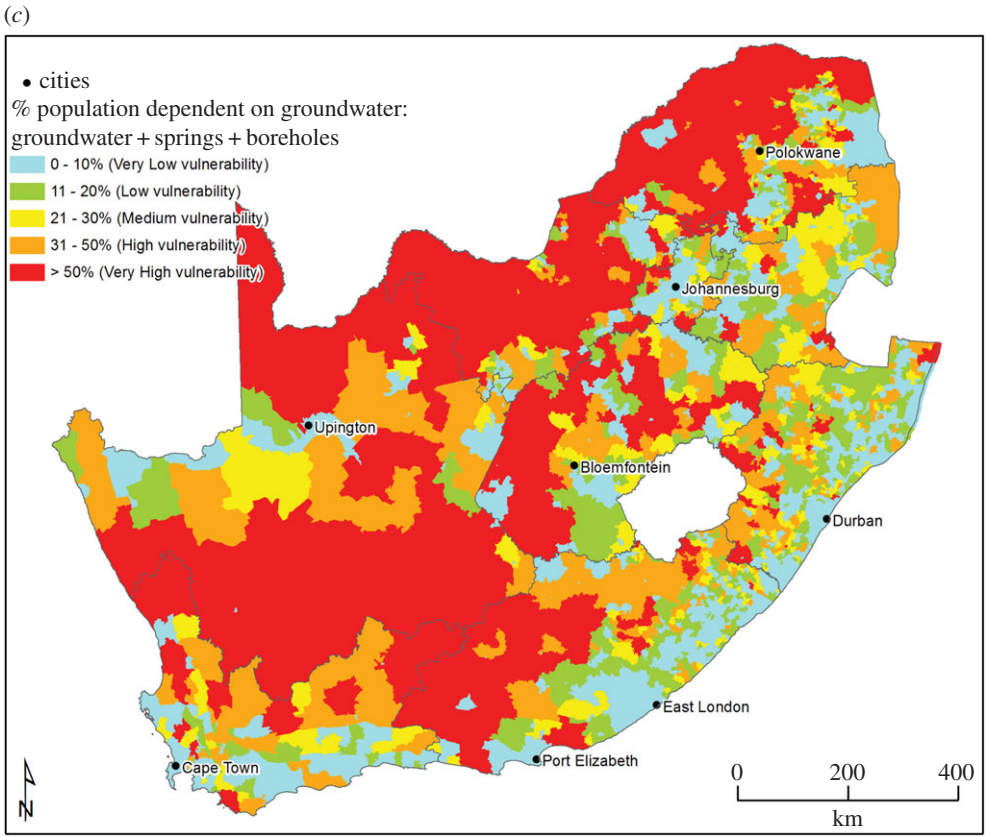 (c)
• cities
% population dependent on groundwater:
groundwater + springs + boreholes
0 - 10% (Very Low vulnerability)
11 - 20% (Low vulnerability)
21 - 30% (Medium vulnerability)
31 - 50% (High vulnerability)
> 50% (Very High vulnerability)
Polokwane
Johannesburg
Upington
Bloemfontein
Durban
East London
Port Elizabeth
Cape Town
N
0 200 400
km